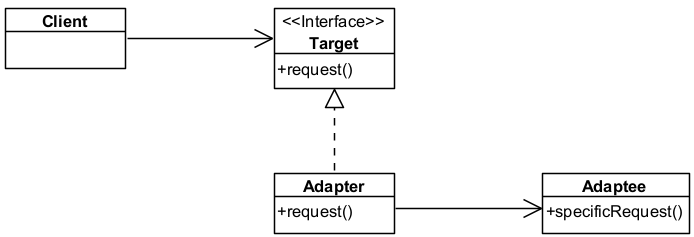 Client
<<Interface>>
Target
+request()
Adapter
+request()
Adaptee
+specificRequest()